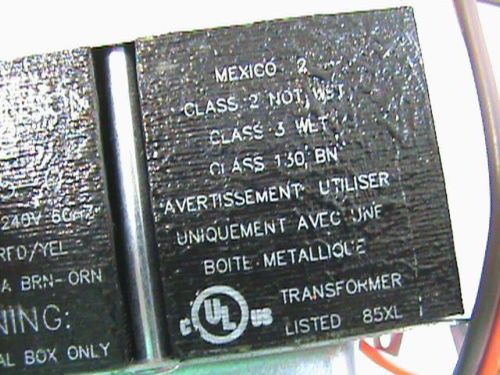 240V 60HZ
RED/YEL
A BRN-ORN
NING:
AL BOX ONLY
MEXICO 2
CLASS 2 NOT WET,
CLASS 3 WET,
CLASS 130, BN
AVERTISSEMENT UTILISER
UNIQUEMENT AVEC UNE
BOITE METALLIQUE
C UL US
TRANSFORMER
LISTED 85XL